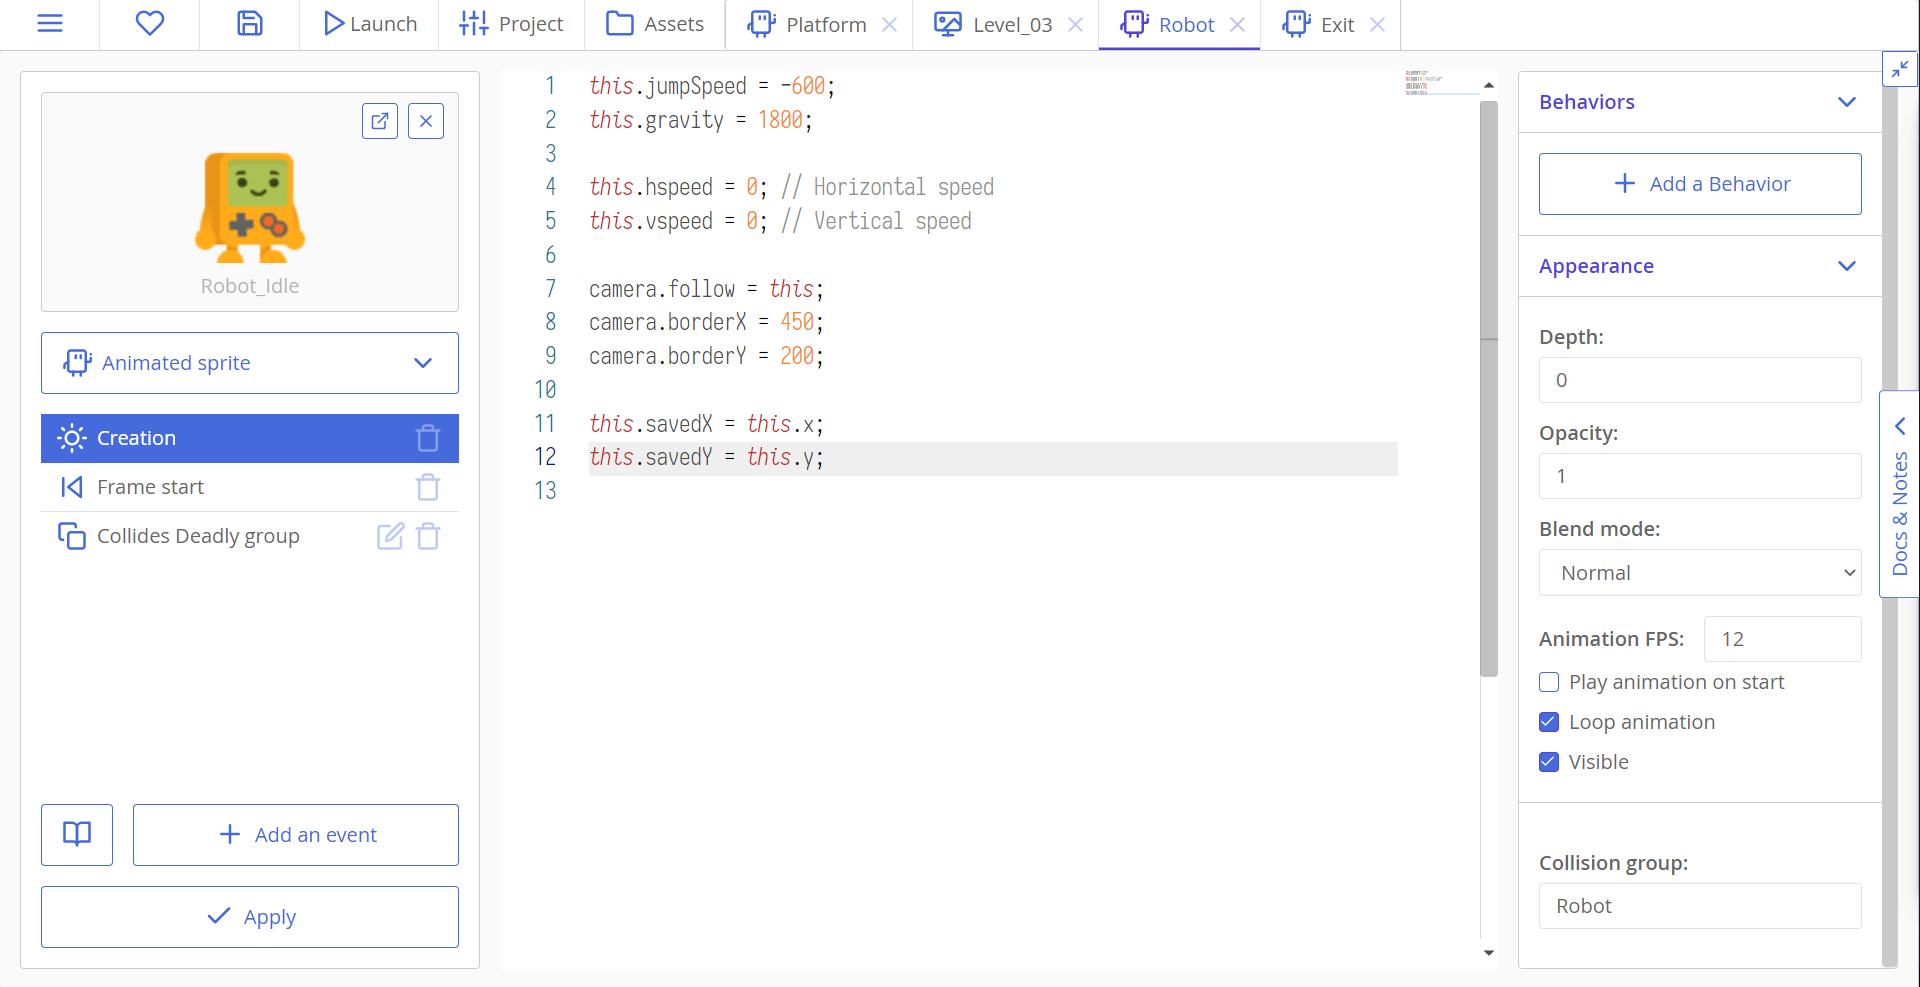 Launch
Project
Assets
Platform
Level_03
Robot
Exit
Robot_Idle
Animated sprite
Creation
Frame start
Collides Deadly group
Add an event
Apply
1 this.jumpSpeed = -600;
2 this.gravity = 1800;
3
4 this.hspeed = 0; // Horizontal speed
5 this.vspeed = 0; // Vertical speed
6
7 camera.follow = this;
8 camera.borderX = 450;
9 camera.borderY = 200;
10
11 this.savedX = this.x;
12 this.savedY = this.y;
13
Behaviors
Add a Behavior
Appearance
Depth:
0
Opacity:
1
Blend mode:
Normal
Animation FPS: 12
Play animation on start
Loop animation
Visible
Collision group:
Robot
Docs & Notes